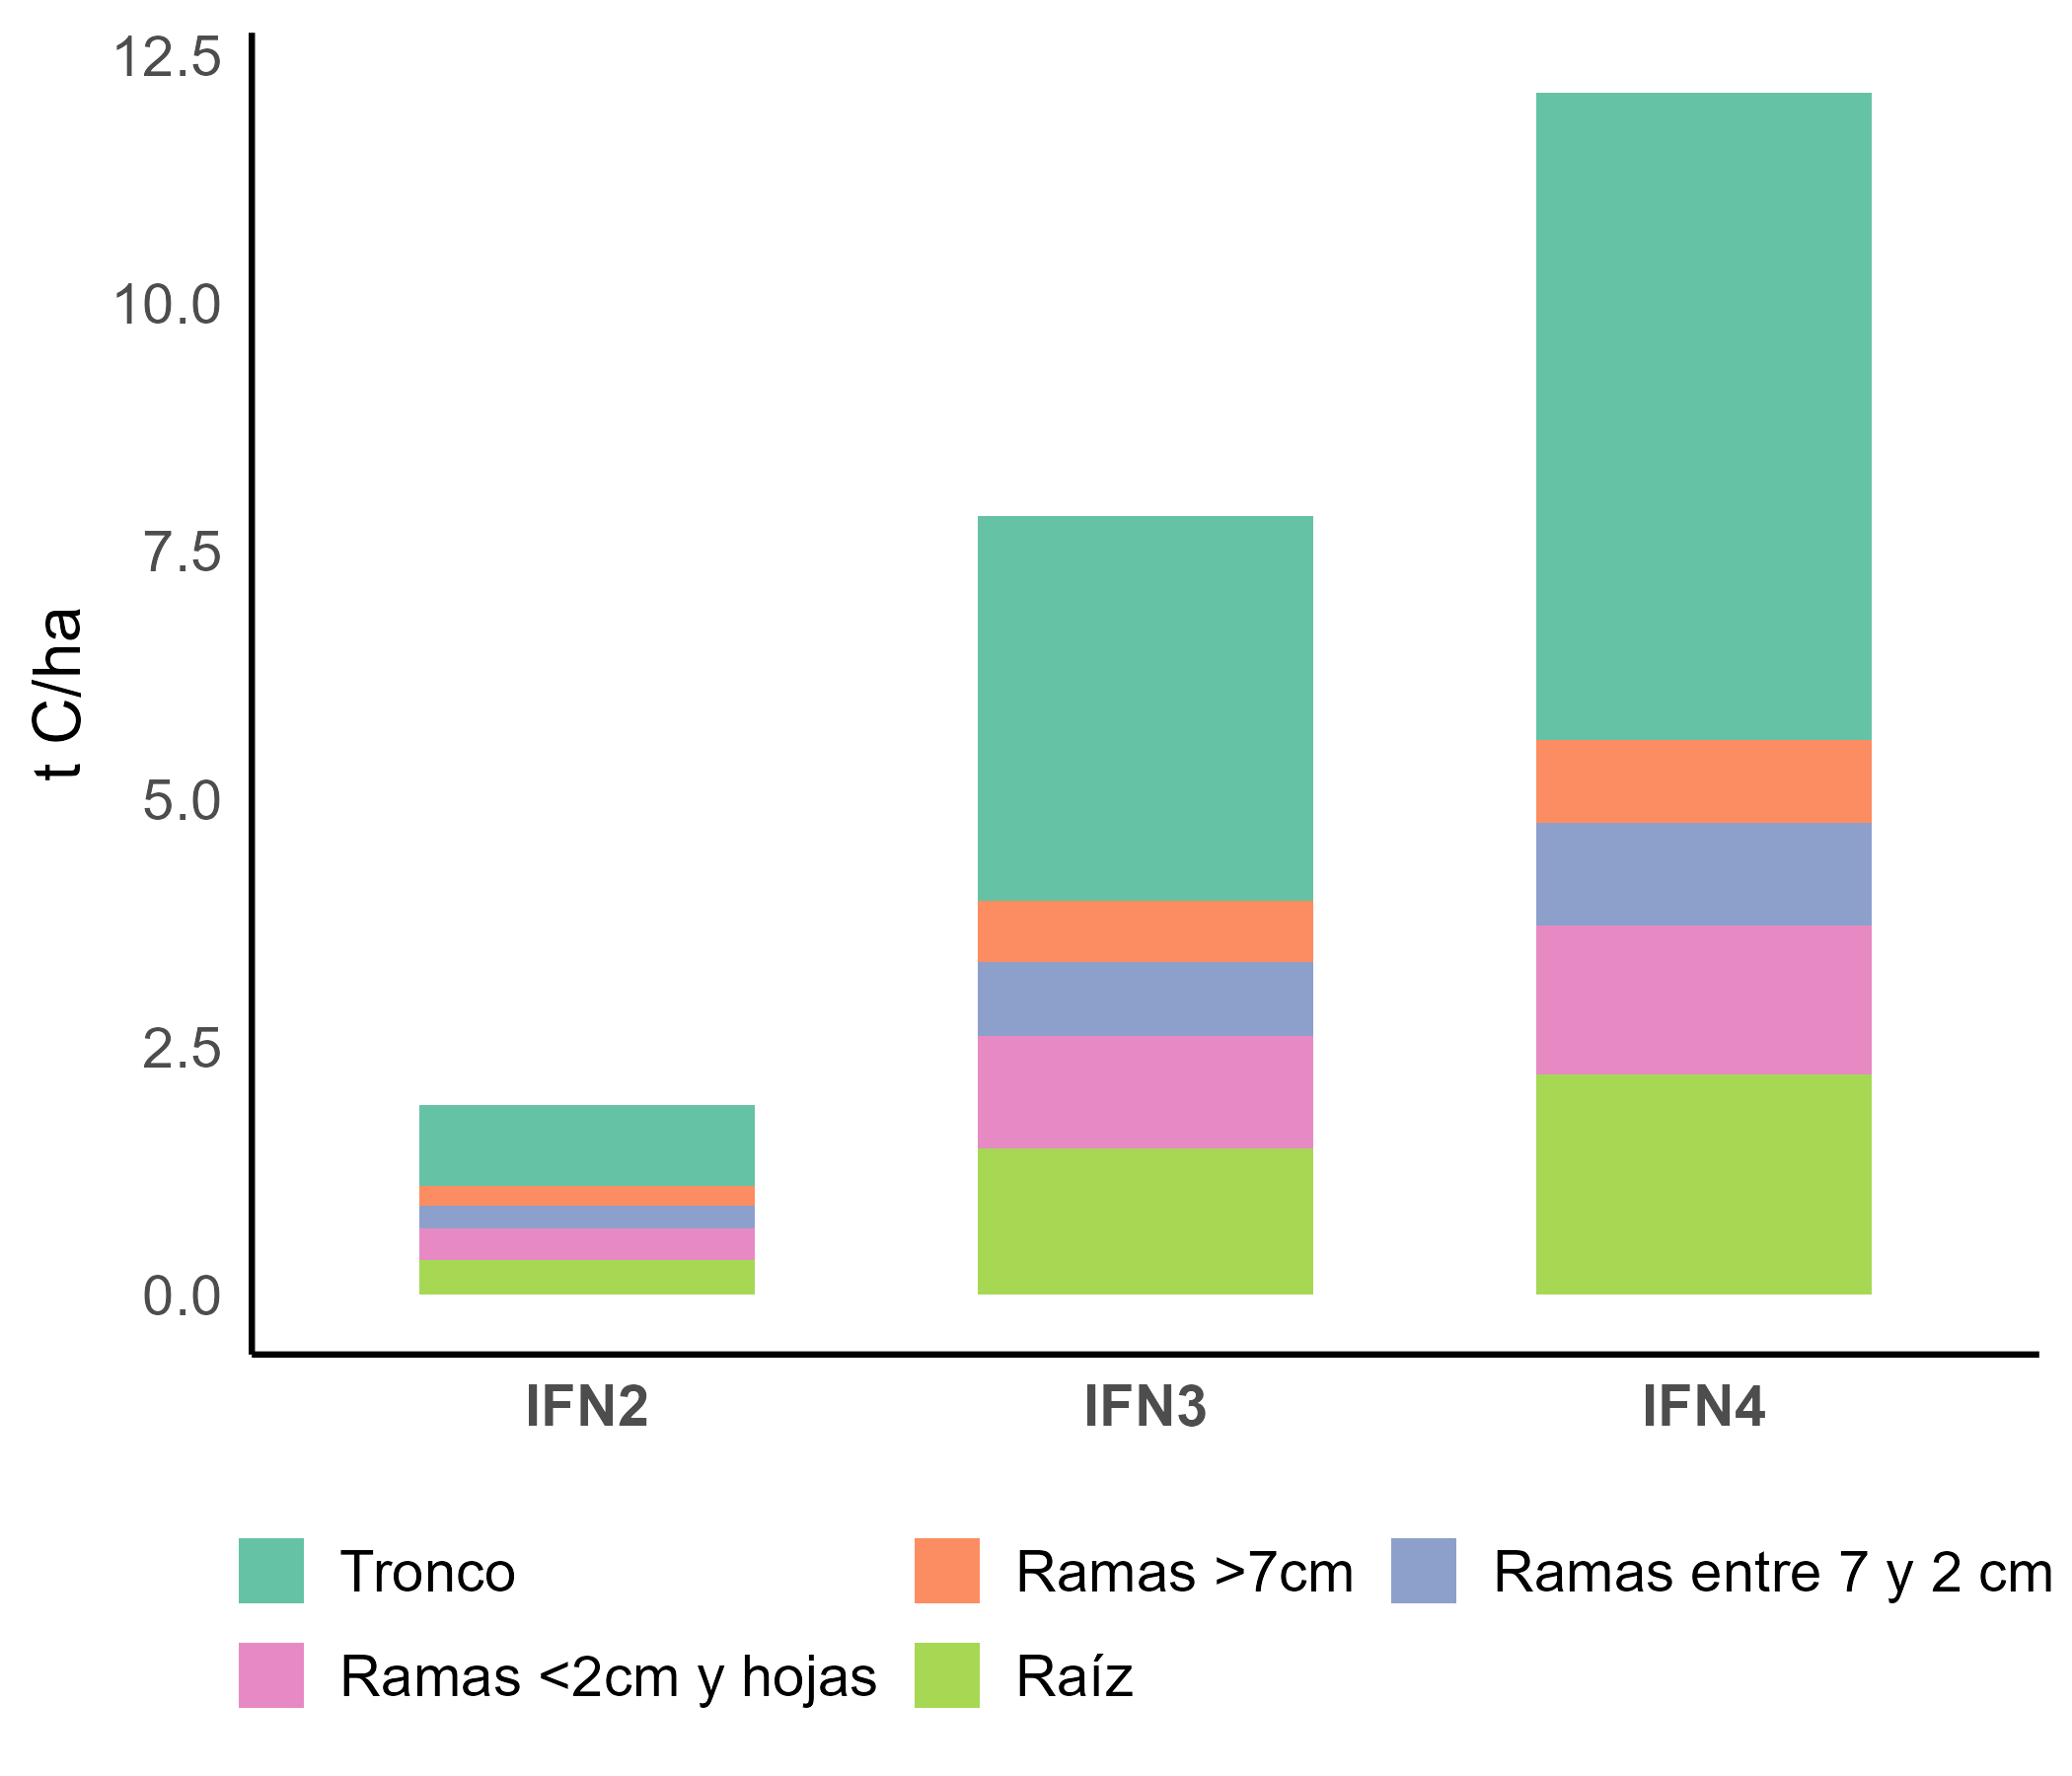 12.5
10.0
7.5
5.0
2.5
0.0
t C/ha
IFN2 IFN3 IFN4
Tronco Ramas >7cm Ramas entre 7 y 2 cm
Ramas <2cm y hojas Raíz